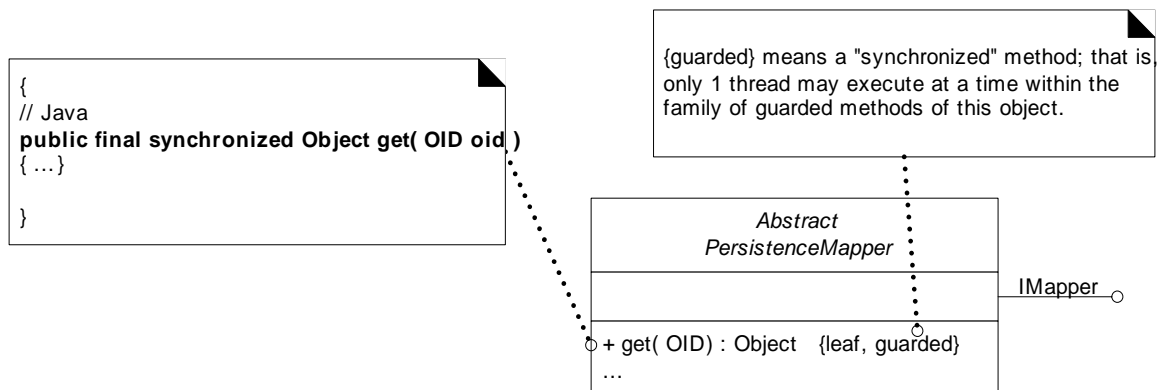 {
// Java
public final synchronized Object get( OID oid )
{ ... }
}
{guarded} means a "synchronized" method; that is,
only 1 thread may execute at a time within the
family of guarded methods of this object.
Abstract
PersistenceMapper
IMapper
+ get( OID) : Object {leaf, guarded}
...